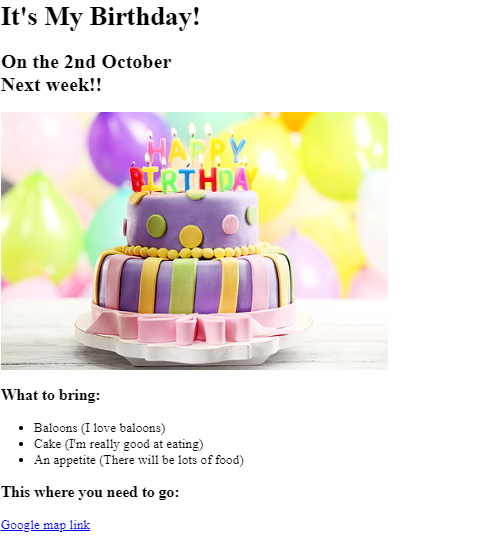 It's My Birthday!
On the 2nd October
Next week!!
HAPPY
BIRTHDAY
What to bring:
Baloons (I love baloons)
Cake (I'm really good at eating)
An appetite (There will be lots of food)
This where you need to go:
Google map link